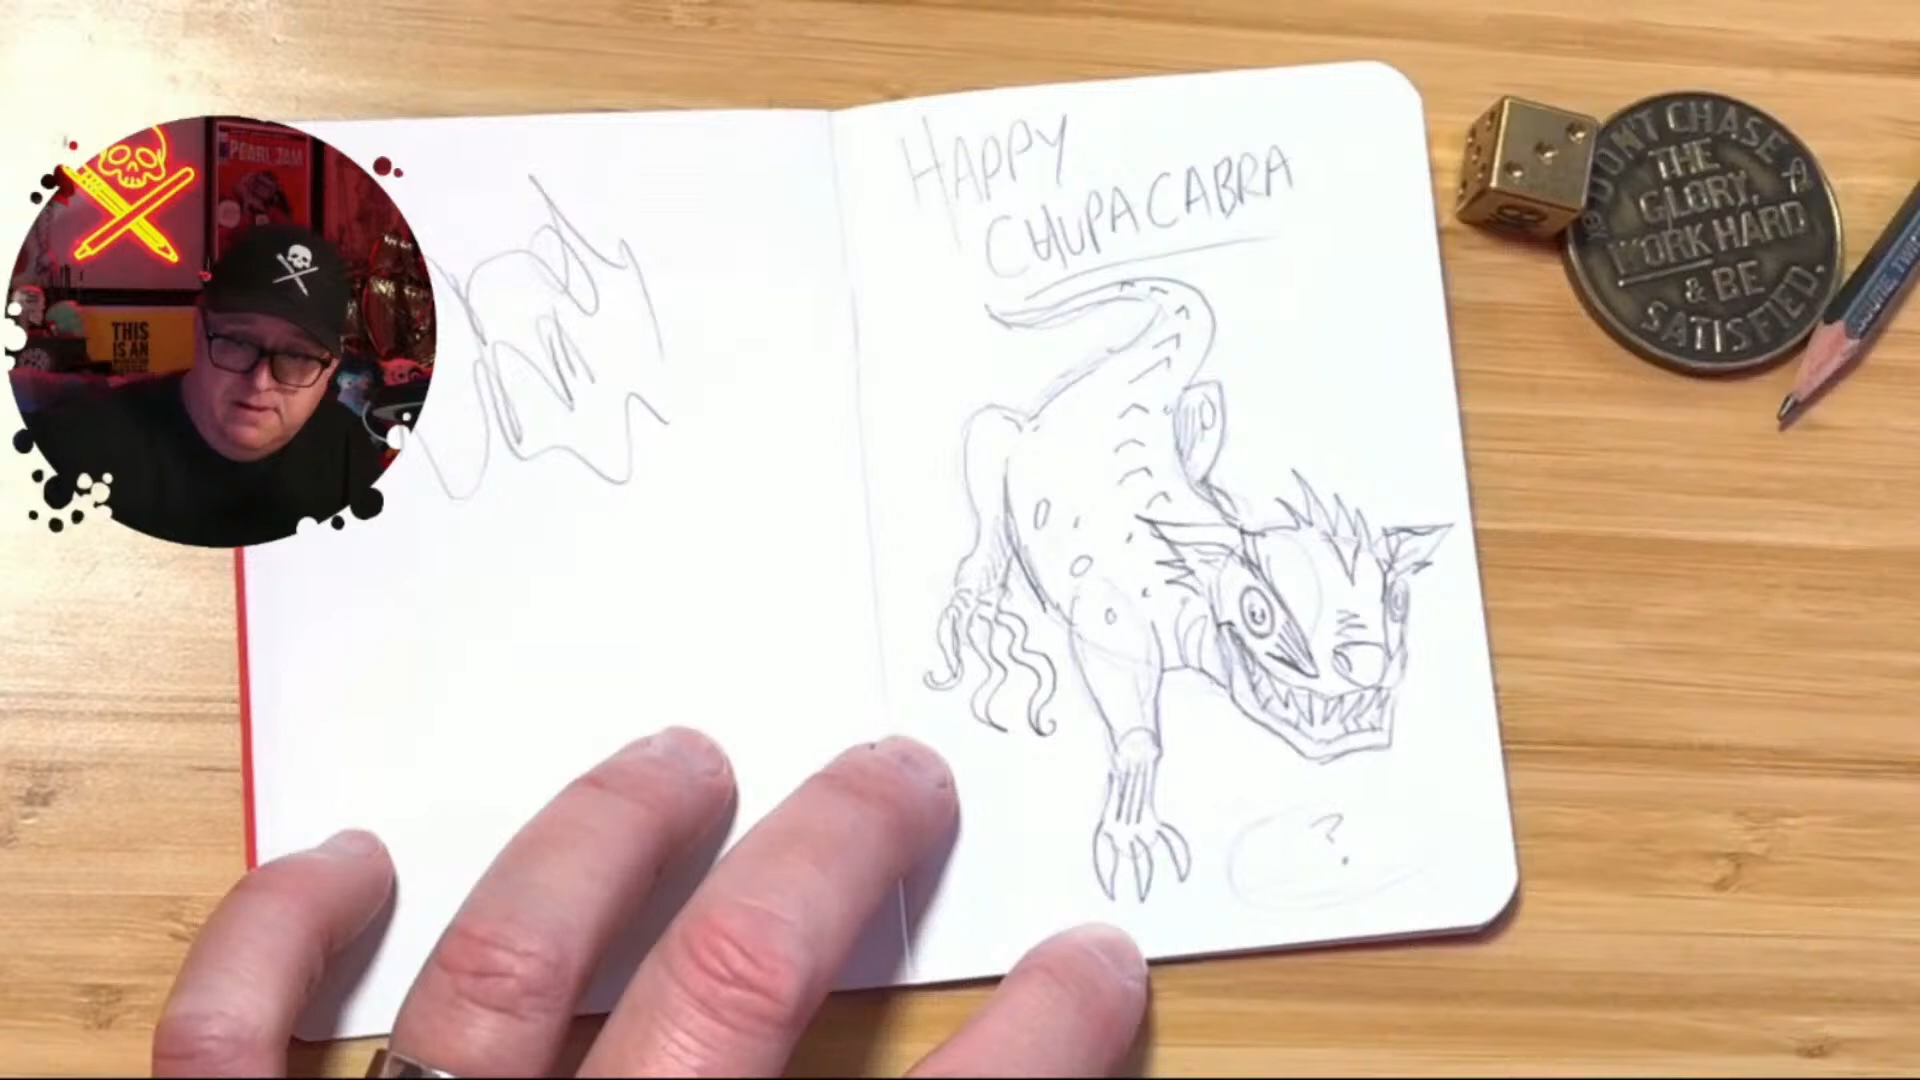 PEARL JAM
THIS
IS AN
HAPPY
CHUPACABRA
?
DON'T CHASE
THE
GLORY,
WORK HARD
& BE
SATISFIED.